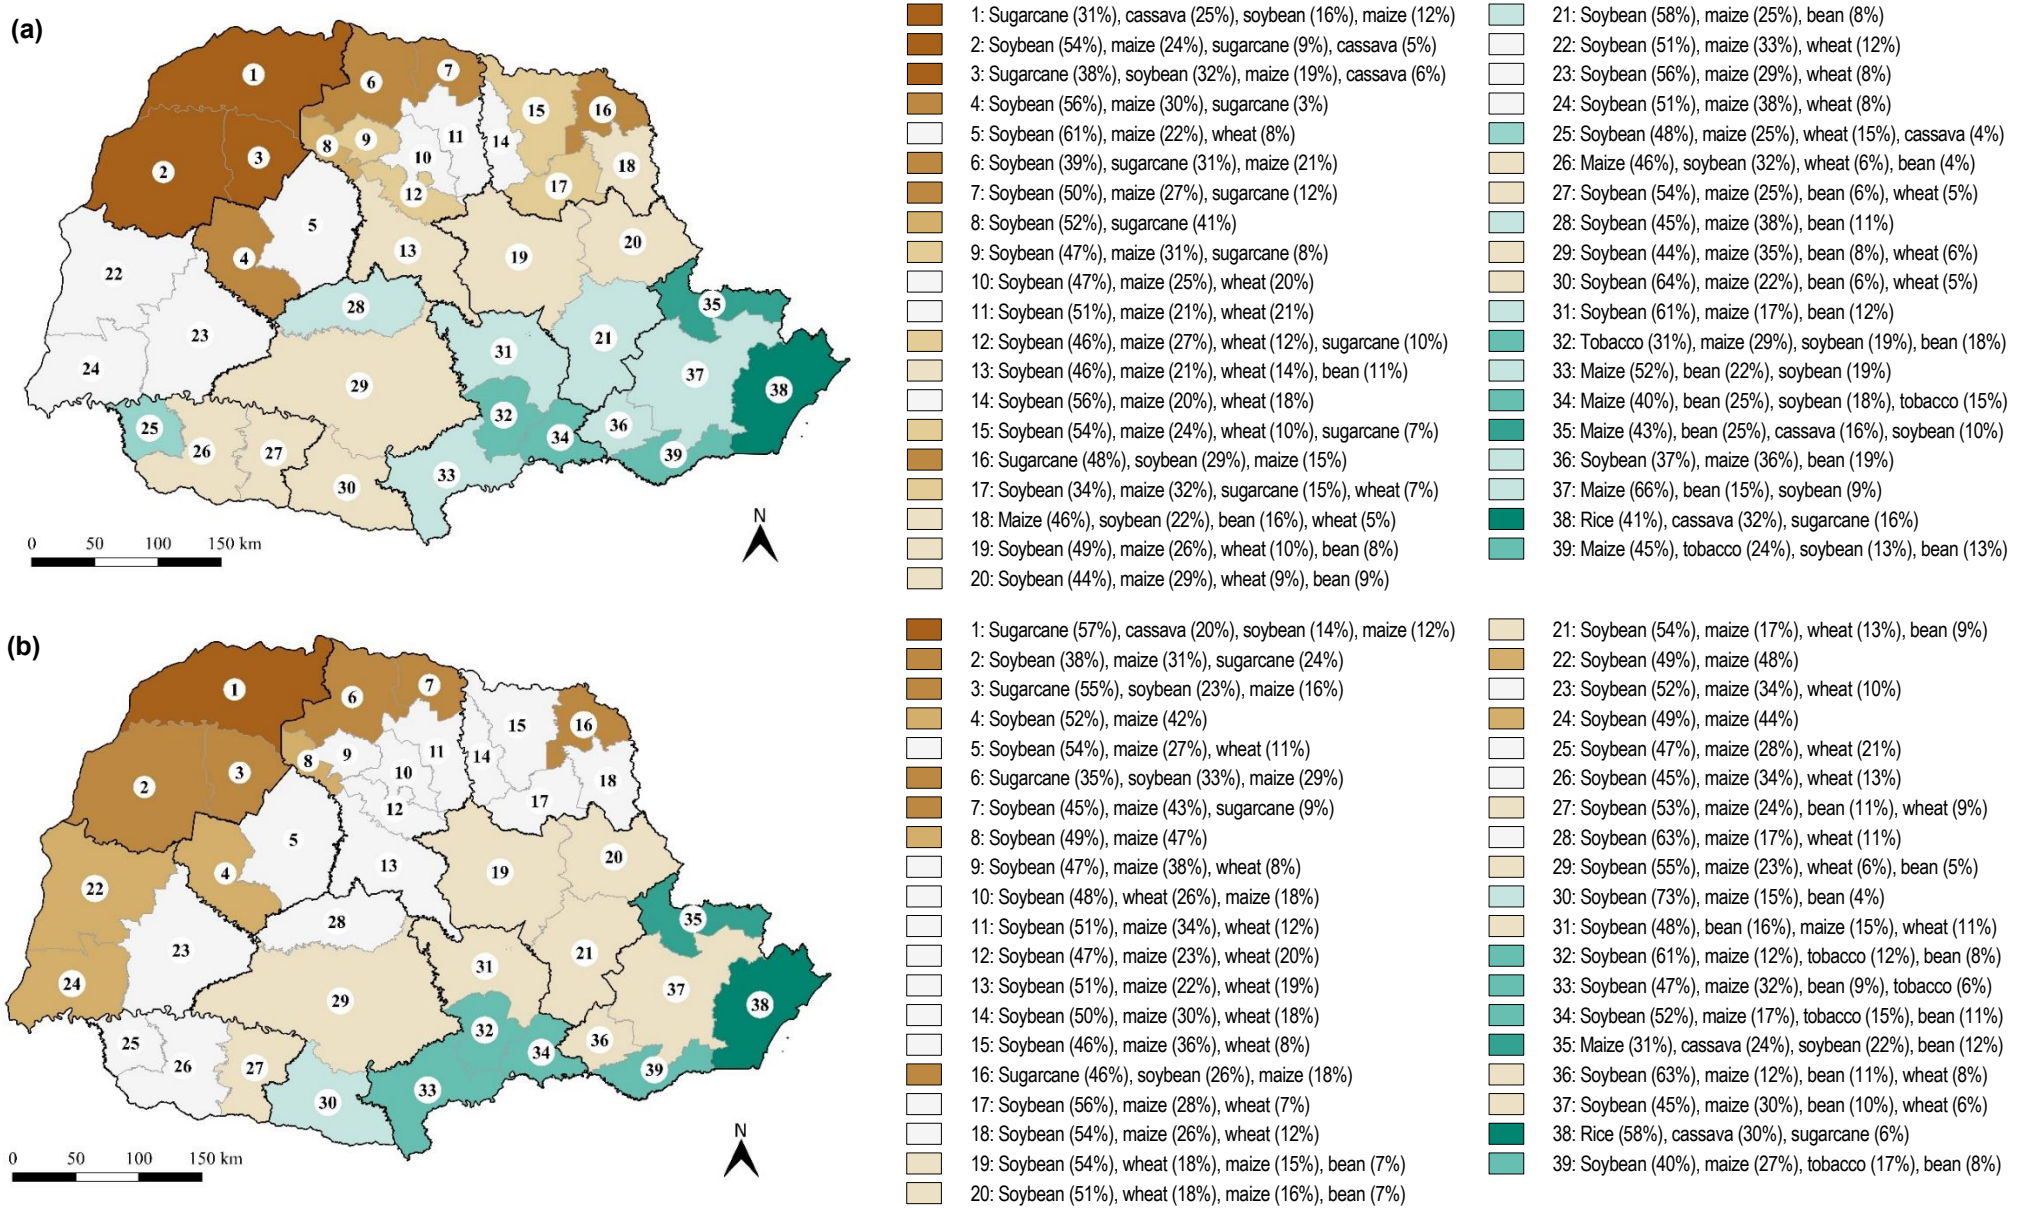 (a)
1
2
3
4
5
6
7
8
9
10
11
12
13
14
15
16
17
18
19
20
21
22
23
24
25
26
27
28
29
30
31
32
33
34
35
36
37
38
39
N
0 50 100 150 km
1: Sugarcane (31%), cassava (25%), soybean (16%), maize (12%)
2: Soybean (54%), maize (24%), sugarcane (9%), cassava (5%)
3: Sugarcane (38%), soybean (32%), maize (19%), cassava (6%)
4: Soybean (56%), maize (30%), sugarcane (3%)
5: Soybean (61%), maize (22%), wheat (8%)
6: Soybean (39%), sugarcane (31%), maize (21%)
7: Soybean (50%), maize (27%), sugarcane (12%)
8: Soybean (52%), sugarcane (41%)
9: Soybean (47%), maize (31%), sugarcane (8%)
10: Soybean (47%), maize (25%), wheat (20%)
11: Soybean (51%), maize (21%), wheat (21%)
12: Soybean (46%), maize (27%), wheat (12%), sugarcane (10%)
13: Soybean (46%), maize (21%), wheat (14%), bean (11%)
14: Soybean (56%), maize (20%), wheat (18%)
15: Soybean (54%), maize (24%), wheat (10%), sugarcane (7%)
16: Sugarcane (48%), soybean (29%), maize (15%)
17: Soybean (34%), maize (32%), sugarcane (15%), wheat (7%)
18: Maize (46%), soybean (22%), bean (16%), wheat (5%)
19: Soybean (49%), maize (26%), wheat (10%), bean (8%)
20: Soybean (44%), maize (29%), wheat (9%), bean (9%)
21: Soybean (58%), maize (25%), bean (8%)
22: Soybean (51%), maize (33%), wheat (12%)
23: Soybean (56%), maize (29%), wheat (8%)
24: Soybean (51%), maize (38%), wheat (8%)
25: Soybean (48%), maize (25%), wheat (15%), cassava (4%)
26: Maize (46%), soybean (32%), wheat (6%), bean (4%)
27: Soybean (54%), maize (25%), bean (6%), wheat (5%)
28: Soybean (45%), maize (38%), bean (11%)
29: Soybean (44%), maize (35%), bean (8%), wheat (6%)
30: Soybean (64%), maize (22%), bean (6%), wheat (5%)
31: Soybean (61%), maize (17%), bean (12%)
32: Tobacco (31%), maize (29%), soybean (19%), bean (18%)
33: Maize (52%), bean (22%), soybean (19%)
34: Maize (40%), bean (25%), soybean (18%), tobacco (15%)
35: Maize (43%), bean (25%), cassava (16%), soybean (10%)
36: Soybean (37%), maize (36%), bean (19%)
37: Maize (66%), bean (15%), soybean (9%)
38: Rice (41%), cassava (32%), sugarcane (16%)
39: Maize (45%), tobacco (24%), soybean (13%), bean (13%)
(b)
1
2
3
4
5
6
7
8
9
10
11
12
13
14
15
16
17
18
19
20
21
22
23
24
25
26
27
28
29
30
31
32
33
34
35
36
37
38
39
N
0 50 100 150 km
1: Sugarcane (57%), cassava (20%), soybean (14%), maize (12%)
2: Soybean (38%), maize (31%), sugarcane (24%)
3: Sugarcane (55%), soybean (23%), maize (16%)
4: Soybean (52%), maize (42%)
5: Soybean (54%), maize (27%), wheat (11%)
6: Sugarcane (35%), soybean (33%), maize (29%)
7: Soybean (45%), maize (43%), sugarcane (9%)
8: Soybean (49%), maize (47%)
9: Soybean (47%), maize (38%), wheat (8%)
10: Soybean (48%), wheat (26%), maize (18%)
11: Soybean (51%), maize (34%), wheat (12%)
12: Soybean (47%), maize (23%), wheat (20%)
13: Soybean (51%), maize (22%), wheat (19%)
14: Soybean (50%), maize (30%), wheat (18%)
15: Soybean (46%), maize (36%), wheat (8%)
16: Sugarcane (46%), soybean (26%), maize (18%)
17: Soybean (56%), maize (28%), wheat (7%)
18: Soybean (54%), maize (26%), wheat (12%)
19: Soybean (54%), wheat (18%), maize (15%), bean (7%)
20: Soybean (51%), wheat (18%), maize (16%), bean (7%)
21: Soybean (54%), maize (17%), wheat (13%), bean (9%)
22: Soybean (49%), maize (48%)
23: Soybean (52%), maize (34%), wheat (10%)
24: Soybean (49%), maize (44%)
25: Soybean (47%), maize (28%), wheat (21%)
26: Soybean (45%), maize (34%), wheat (13%)
27: Soybean (53%), maize (24%), bean (11%), wheat (9%)
28: Soybean (63%), maize (17%), wheat (11%)
29: Soybean (55%), maize (23%), wheat (6%), bean (5%)
30: Soybean (73%), maize (15%), bean (4%)
31: Soybean (48%), bean (16%), maize (15%), wheat (11%)
32: Soybean (61%), maize (12%), tobacco (12%), bean (8%)
33: Soybean (47%), maize (32%), bean (9%), tobacco (6%)
34: Soybean (52%), maize (17%), tobacco (15%), bean (11%)
35: Maize (31%), cassava (24%), soybean (22%), bean (12%)
36: Soybean (63%), maize (12%), bean (11%), wheat (8%)
37: Soybean (45%), maize (30%), bean (10%), wheat (6%)
38: Rice (58%), cassava (30%), sugarcane (6%)
39: Soybean (40%), maize (27%), tobacco (17%), bean (8%)